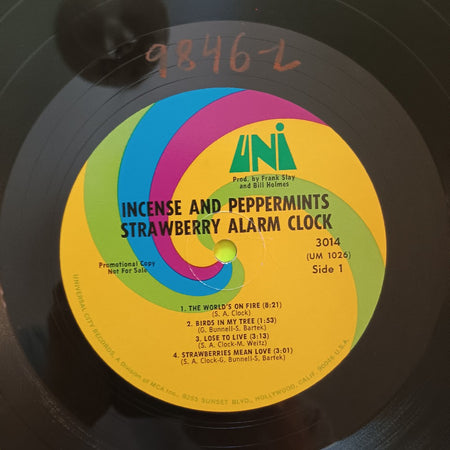 9846-2
UNI
Prod. by Frank Slay
and Bill Holmes
INCENSE AND PEPPERMINTS
STRAWBERRY ALARM CLOCK
3014
(UM 1026)
Side 1
Promotional Copy
Not For Sale
1. THE WORLD'S ON FIRE (8:21)
(S. A. Clock)
2. BIRDS IN MY TREE (1:53)
(G. Bunnell-S. Bartek)
3. LOSE TO LIVE (3:13)
(S. A. Clock-M. Weitz)
4. STRAWBERRIES MEAN LOVE (3:01)
(S. A. Clock-G. Bunnell-S. Bartek)
UNIVERSAL CITY RECORDS, A Division of MCA Inc., 8255 SUNSET BLVD., HOLLYWOOD, CALIF. 90046, U.S.A.